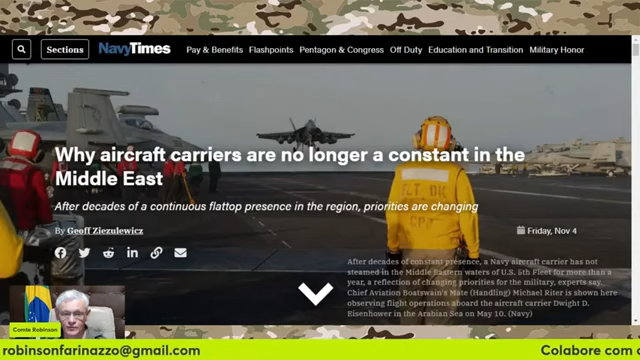 Sections
NavyTimes
Pay & Benefits Flashpoints Pentagon & Congress Off Duty Education and Transition Military Honor
FLT DK
Why aircraft carriers are no longer a constant in the
Middle East
After decades of a continuous flattop presence in the region, priorities are changing
By Geoff Ziezulewicz
Friday, Nov 4
After decades of constant presence, a Navy aircraft carrier has not
steamed in the Middle Eastern waters of U.S. 5th Fleet for more than a
year, a reflection of changing priorities for the military, experts say.
Chief Aviation Boatswain's Mate (Handling) Michael Riter is shown here
observing flight operations aboard the aircraft carrier Dwight D.
Eisenhower in the Arabian Sea on May 10. (Navy)
Comte Robinson
robinsonfarinazzo@gmail.com
Colabore com